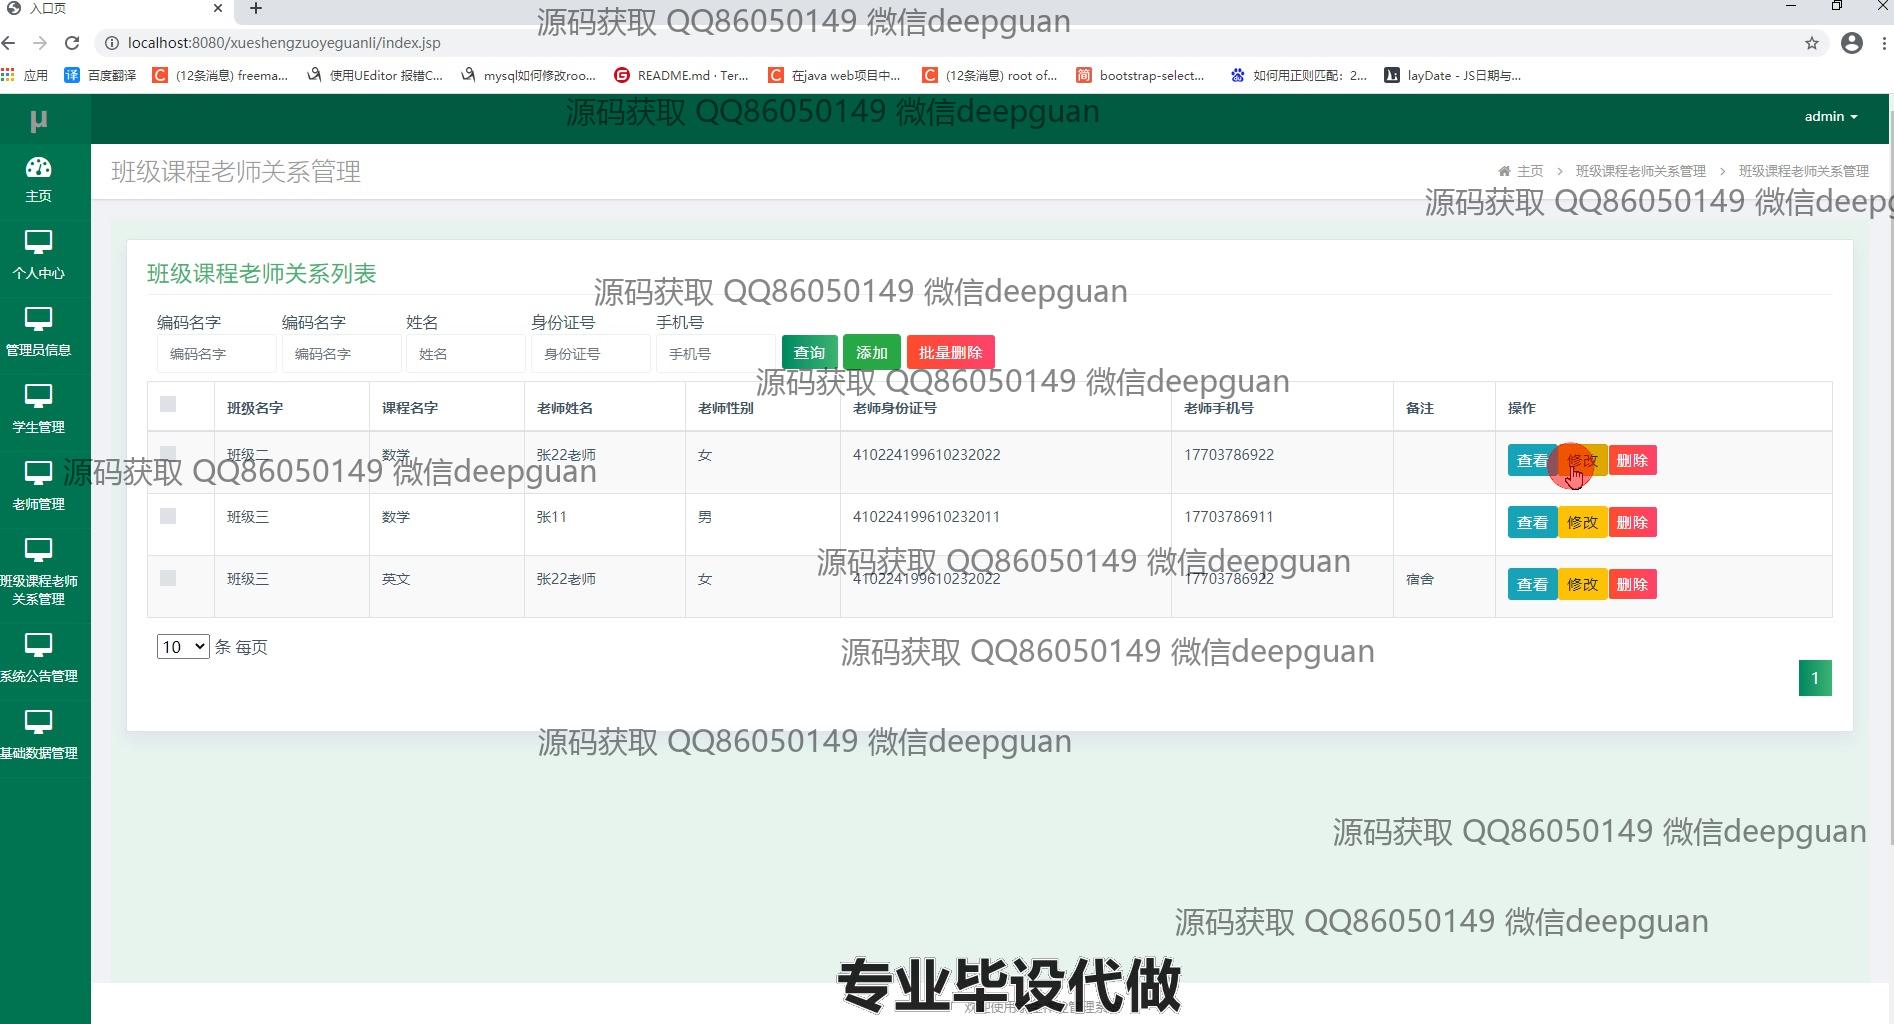 入口页
源码获取 QQ86050149 微信deepguan
localhost:8080/xueshengzuoyeguanli/index.jsp
应用 百度翻译 (12条消息) freema... 使用UEditor 报错C... mysql如何修改roo... README.md · Ter... 在java web项目中... (12条消息) root of... bootstrap-select... 如何用正则匹配：2... layDate - JS日期与...
源码获取 QQ86050149 微信deepguan
μ
admin
班级课程老师关系管理
主页 > 班级课程老师关系管理 > 班级课程老师关系管理
源码获取 QQ86050149 微信deepg
主页
个人中心
管理员信息
学生管理
老师管理
班级课程老师
关系管理
系统公告管理
基础数据管理
班级课程老师关系列表
源码获取 QQ86050149 微信deepguan
编码名字 编码名字 姓名 身份证号 手机号
编码名字 编码名字 姓名 身份证号 手机号 查询 添加 批量删除
源码获取 QQ86050149 微信deepguan
班级名字 课程名字 老师姓名 老师性别 老师身份证号 老师手机号 备注 操作
班级二 数学 张22老师 女 410224199610232022 17703786922 查看 修改 删除
源码获取 QQ86050149 微信deepguan
班级三 数学 张11 男 410224199610232011 17703786911 查看 修改 删除
源码获取 QQ86050149 微信deepguan
班级三 英文 张22老师 女 410224199610232022 17703786922 宿舍 查看 修改 删除
10 条 每页
源码获取 QQ86050149 微信deepguan
1
源码获取 QQ86050149 微信deepguan
源码获取 QQ86050149 微信deepguan
源码获取 QQ86050149 微信deepguan
专业毕设代做